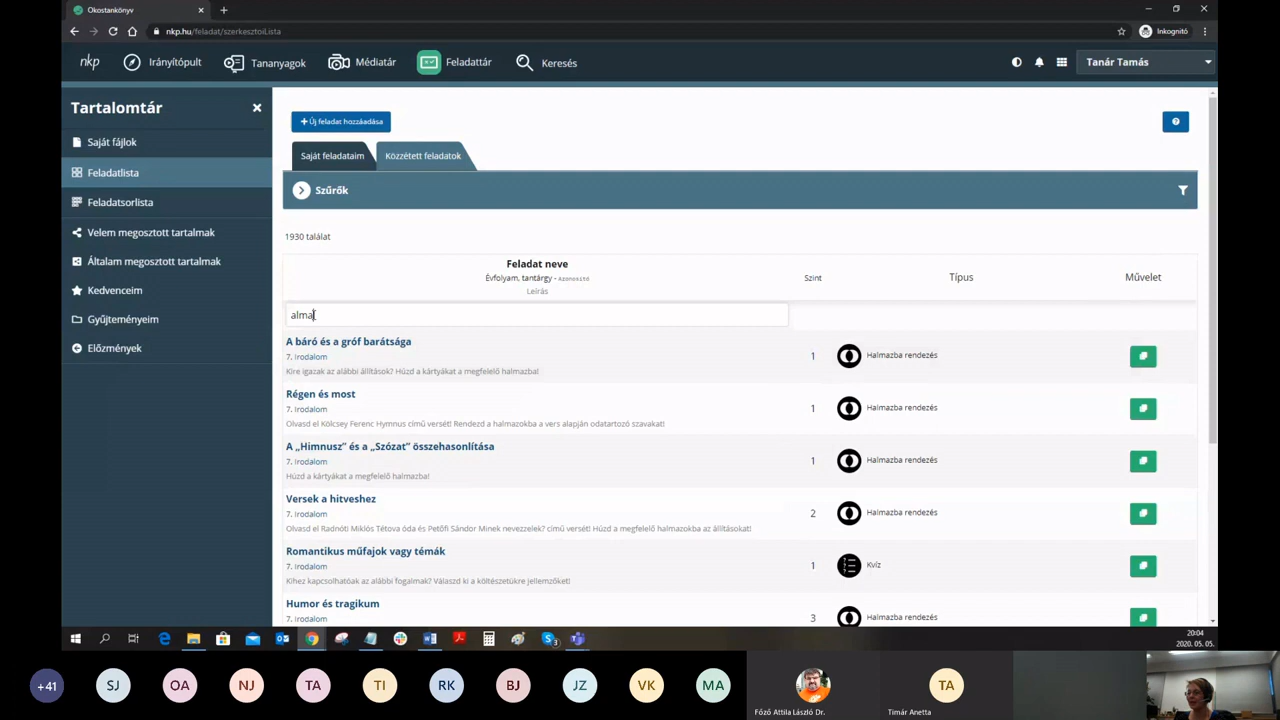 Okostankönyv
nkp.hu/feladat/szerkesztoiLista
Inkognitó
nkp
Irányítópult
Tananyagok
Médiatár
Feladattár
Keresés
Tanár Tamás
Tartalomtár
Saját fájlok
Feladatlista
Feladatsorlista
Velem megosztott tartalmak
Általam megosztott tartalmak
Kedvenceim
Gyűjteményeim
Előzmények
+ Új feladat hozzáadása
Saját feladataim
Közzétett feladatok
Szűrők
1930 találat
Feladat neve
Évfolyam, tantárgy - Azonosító
Leírás
Szint
Típus
Művelet
alma
A báró és a gróf barátsága
7. Irodalom
Kire igazak az alábbi állítások? Húzd a kártyákat a megfelelő halmazba!
1
Halmazba rendezés
Régen és most
7. Irodalom
Olvasd el Kölcsey Ferenc Hymnus című versét! Rendezd a halmazokba a vers alapján odatartozó szavakat!
1
Halmazba rendezés
A „Himnusz” és a „Szózat” összehasonlítása
7. Irodalom
Húzd a kártyákat a megfelelő halmazba!
1
Halmazba rendezés
Versek a hitveshez
7. Irodalom
Olvasd el Radnóti Miklós Tétova óda és Petőfi Sándor Minek nevezzelek? című versét! Húzd a megfelelő halmazokba az állításokat!
2
Halmazba rendezés
Romantikus műfajok vagy témák
7. Irodalom
Kihez kapcsolhatóak az alábbi fogalmak? Válaszd ki a költészetükre jellemzőket!
1
Kvíz
Humor és tragikum
7. Irodalom
3
Halmazba rendezés
20:04
2020. 05. 05.
+41
SJ
OA
NJ
TA
TI
RK
BJ
JZ
VK
MA
Főző Attila László Dr.
TA
Timár Anetta